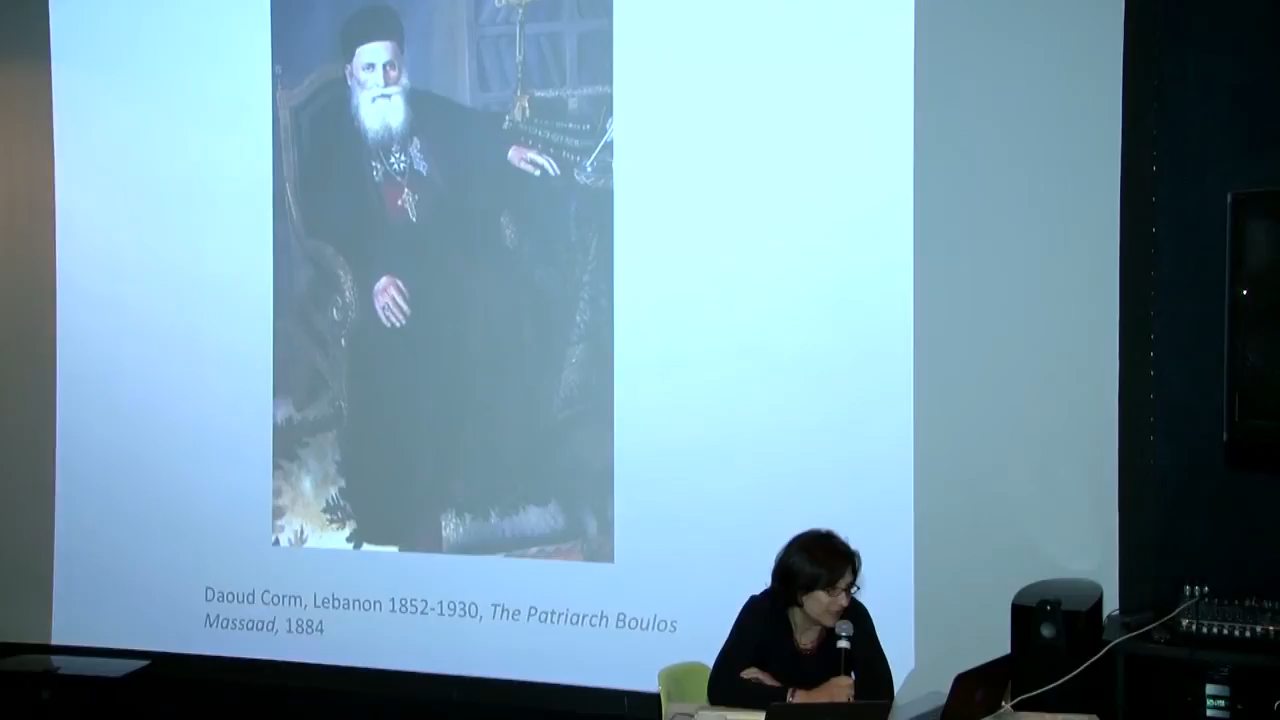 Daoud Corm, Lebanon 1852-1930, The Patriarch Boulos
Massaad, 1884